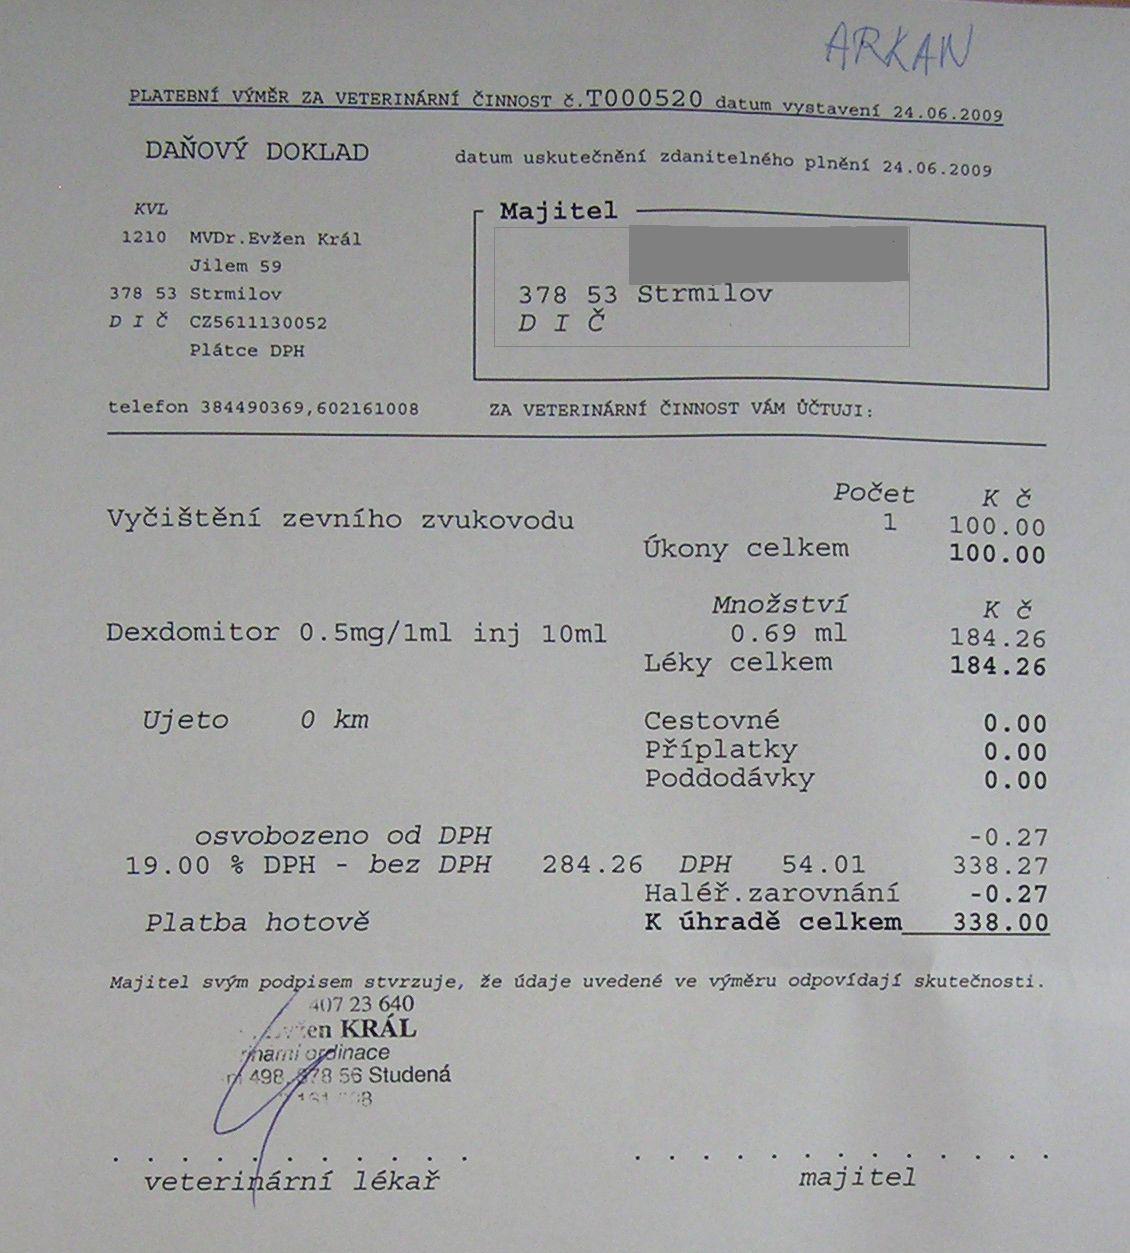 ARKAN
PLATEBNÍ VÝMĚR ZA VETERINÁRNÍ ČINNOST č.T000520 datum vystavení 24.06.2009
DAŇOVÝ DOKLAD datum uskutečnění zdanitelného plnění 24.06.2009
KVL Majitel
1210 MVDr.Evžen Král
Jilem 59
378 53 Strmilov 378 53 Strmilov
D I Č CZ5611130052 D I Č
Plátce DPH
telefon 384490369,602161008 ZA VETERINÁRNÍ ČINNOST VÁM ÚČTUJI:
Počet K č
Vyčištění zevního zvukovodu 1 100.00
Úkony celkem 100.00
Množství K č
Dexdomitor 0.5mg/1ml inj 10ml 0.69 ml 184.26
Léky celkem 184.26
Ujeto 0 km Cestovné 0.00
Příplatky 0.00
Poddodávky 0.00
osvobozeno od DPH -0.27
19.00 % DPH - bez DPH 284.26 DPH 54.01 338.27
Haléř.zarovnání -0.27
Platba hotově K úhradě celkem 338.00
Majitel svým podpisem stvrzuje, že údaje uvedené ve výměru odpovídají skutečnosti.
407 23 640
KRÁL
ordinace
498, 378 56 Studená
. . . . . . . . . . . . . . . . . . . . . . .
veterinární lékař majitel